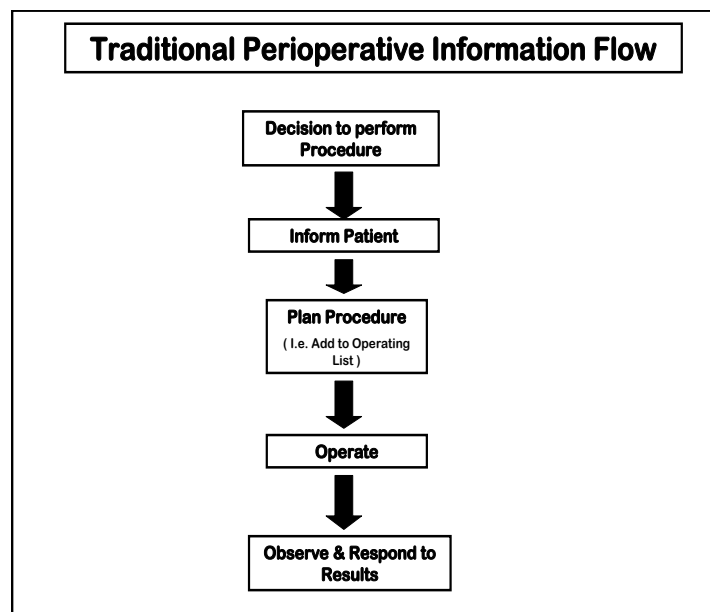 Traditional Perioperative Information Flow
Decision to perform
Procedure
Inform Patient
Plan Procedure
( I.e. Add to Operating
List )
Operate
Observe & Respond to
Results